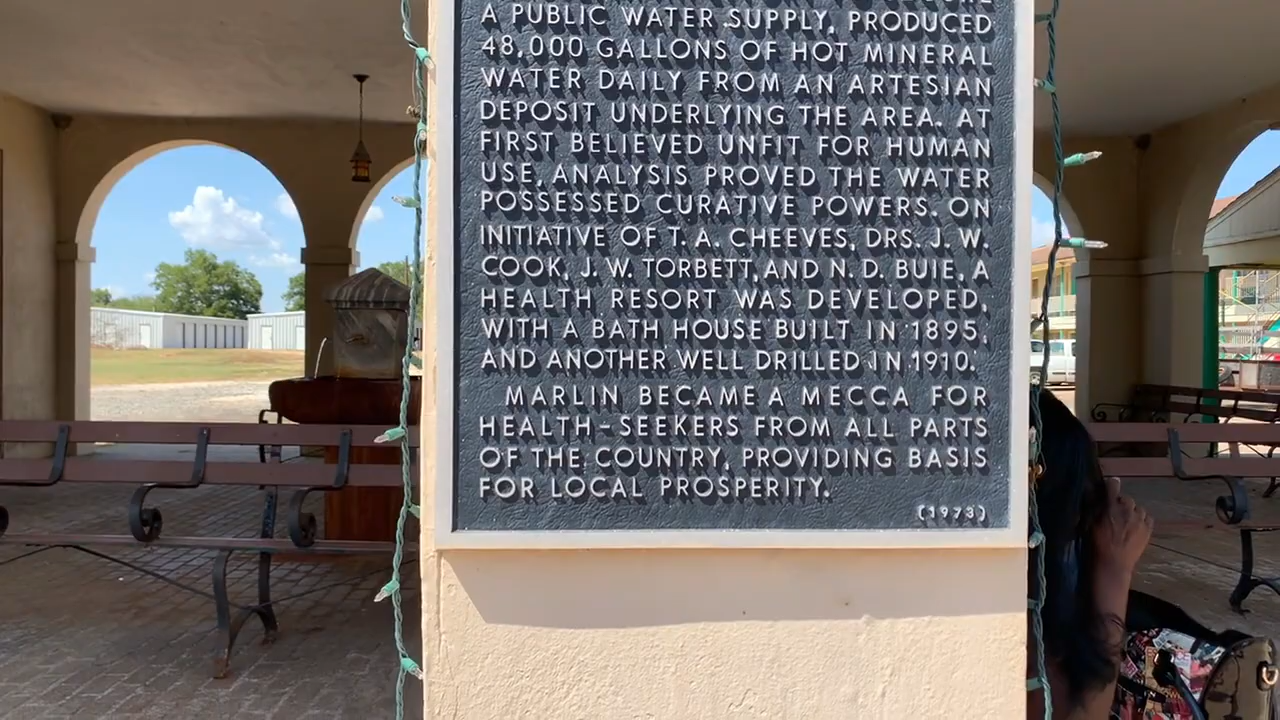 A PUBLIC WATER SUPPLY, PRODUCED
48,000 GALLONS OF HOT MINERAL
WATER DAILY FROM AN ARTESIAN
DEPOSIT UNDERLYING THE AREA. AT
FIRST BELIEVED UNFIT FOR HUMAN
USE, ANALYSIS PROVED THE WATER
POSSESSED CURATIVE POWERS. ON
INITIATIVE OF T. A. CHEEVES, DRS. J. W.
COOK, J. W. TORBETT, AND N. D. BUIE, A
HEALTH RESORT WAS DEVELOPED,
WITH A BATH HOUSE BUILT IN 1895,
AND ANOTHER WELL DRILLED IN 1910.
MARLIN BECAME A MECCA FOR
HEALTH-SEEKERS FROM ALL PARTS
OF THE COUNTRY, PROVIDING BASIS
FOR LOCAL PROSPERITY.
(1973)